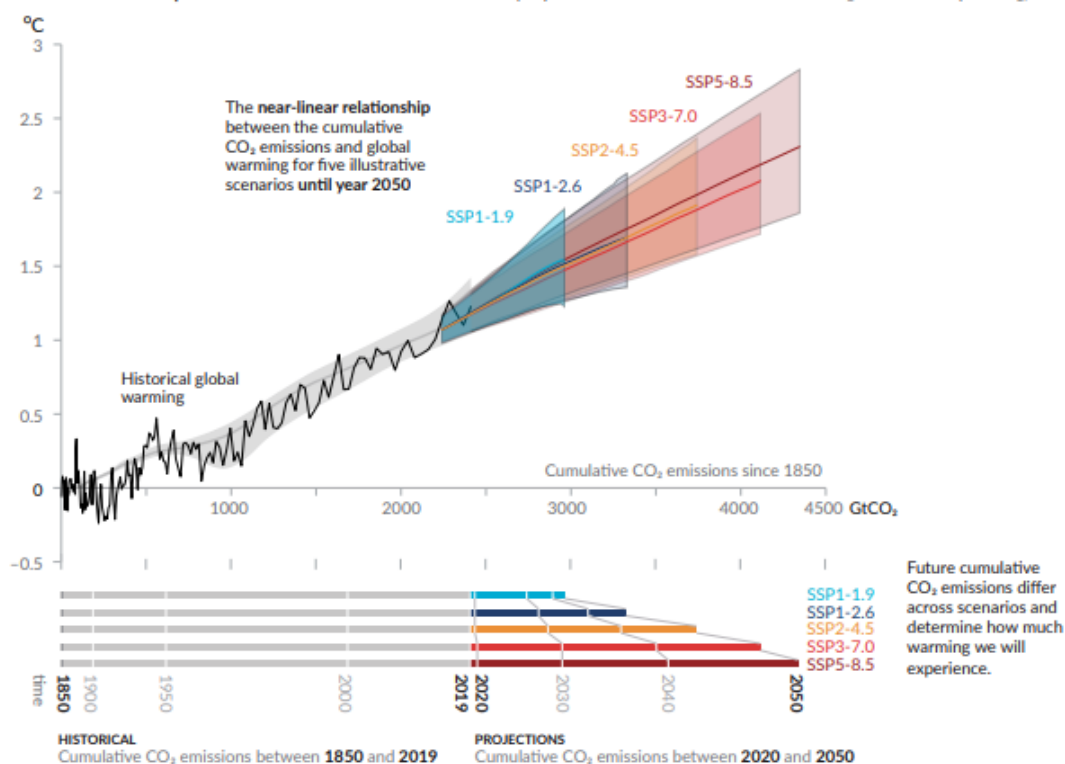 °C
3
SSP5-8.5
The near-linear relationship
between the cumulative
CO₂ emissions and global
warming for five illustrative
scenarios until year 2050
2.5
SSP3-7.0
SSP2-4.5
2
SSP1-2.6
SSP1-1.9
1.5
1
Historical global
warming
0.5
Cumulative CO₂ emissions since 1850
0
1000
2000
3000
4000
4500 GtCO₂
−0.5
Future cumulative
CO₂ emissions differ
across scenarios and
determine how much
warming we will
experience.
SSP1-1.9
SSP1-2.6
SSP2-4.5
SSP3-7.0
SSP5-8.5
time
1850
1900
1950
2000
2019
2020
2030
2040
2050
HISTORICAL
Cumulative CO₂ emissions between 1850 and 2019
PROJECTIONS
Cumulative CO₂ emissions between 2020 and 2050